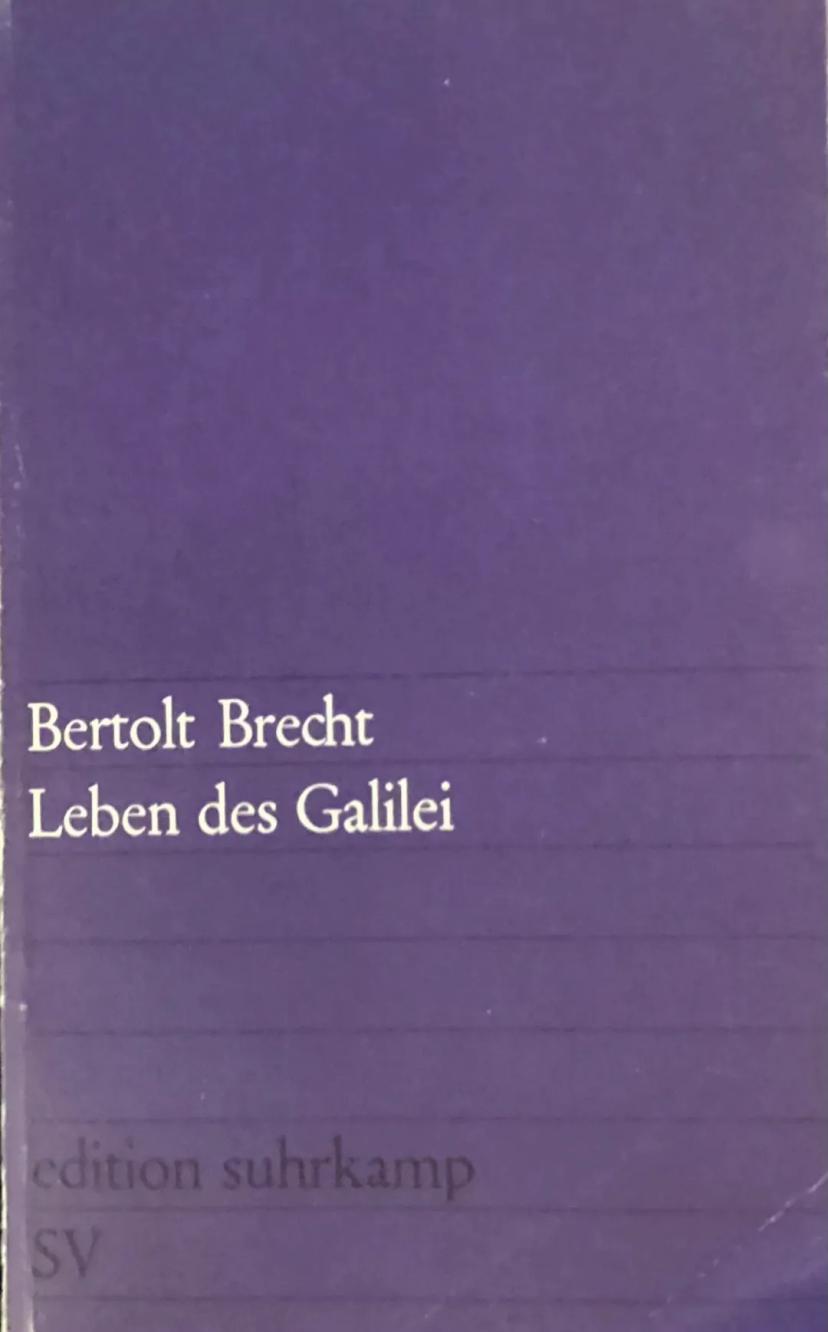 Bertolt Brecht
Leben des Galilei
edition suhrkamp
SV